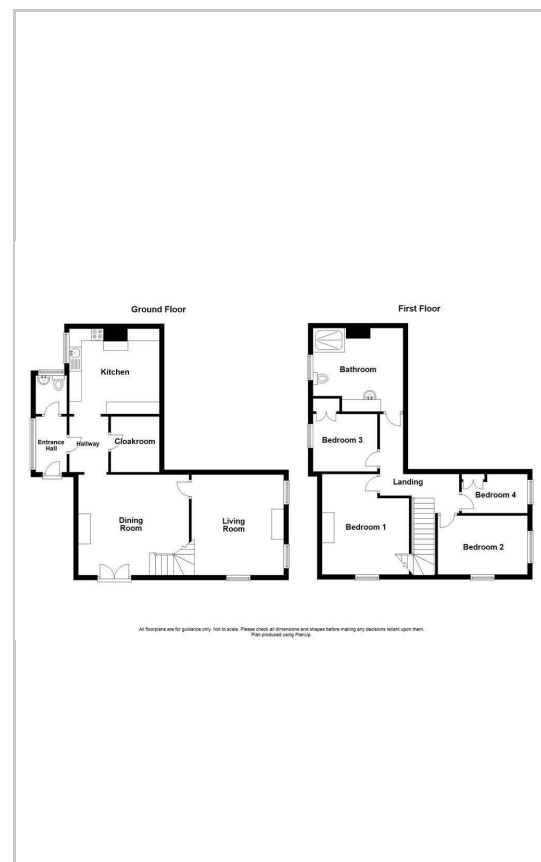 Ground Floor
First Floor
Kitchen
Entrance
Hall
Hallway
Cloakroom
Dining
Room
Living
Room
Bathroom
Bedroom 3
Landing
Bedroom 4
Bedroom 1
Bedroom 2
All floorplans are for guidance only. Not to scale. Please check all dimensions and shapes before making any decisions reliant upon them.
Plan produced using PlanUp.